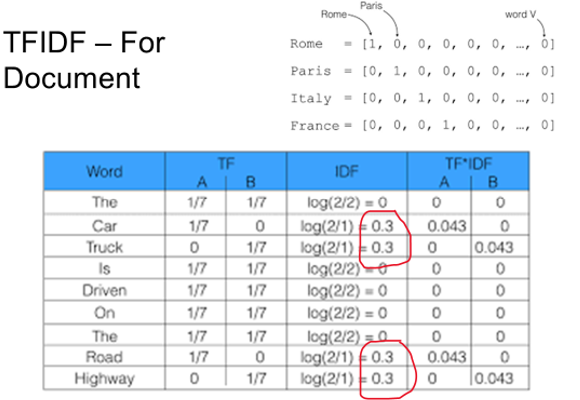 TFIDF – For
Document
Rome Paris word V
Rome = [1, 0, 0, 0, 0, 0, …, 0]
Paris = [0, 1, 0, 0, 0, 0, …, 0]
Italy = [0, 0, 1, 0, 0, 0, …, 0]
France = [0, 0, 0, 1, 0, 0, …, 0]
Word TF IDF TF*IDF
A B A B
The 1/7 1/7 log(2/2) = 0 0 0
Car 1/7 0 log(2/1) = 0.3 0.043 0
Truck 0 1/7 log(2/1) = 0.3 0 0.043
Is 1/7 1/7 log(2/2) = 0 0 0
Driven 1/7 1/7 log(2/2) = 0 0 0
On 1/7 1/7 log(2/2) = 0 0 0
The 1/7 1/7 log(2/2) = 0 0 0
Road 1/7 0 log(2/1) = 0.3 0.043 0
Highway 0 1/7 log(2/1) = 0.3 0 0.043